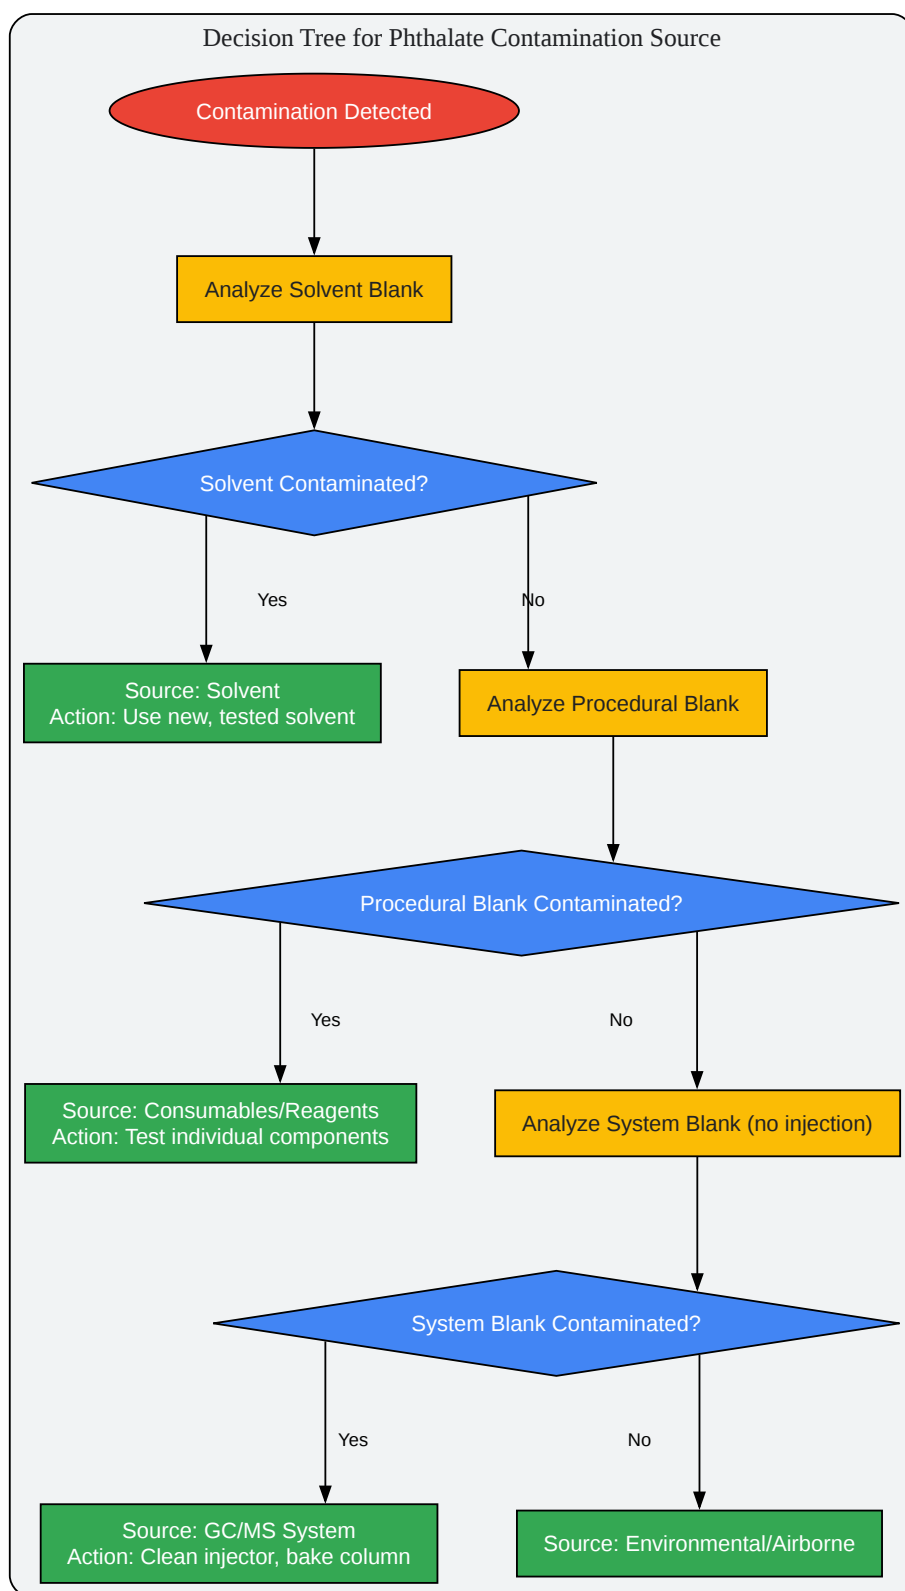 Decision Tree for Phthalate Contamination Source
Contamination Detected
Analyze Solvent Blank
Solvent Contaminated?
Yes
No
Source: Solvent
Action: Use new, tested solvent
Analyze Procedural Blank
Procedural Blank Contaminated?
Yes
No
Source: Consumables/Reagents
Action: Test individual components
Analyze System Blank (no injection)
System Blank Contaminated?
Yes
No
Source: GC/MS System
Action: Clean injector, bake column
Source: Environmental/Airborne